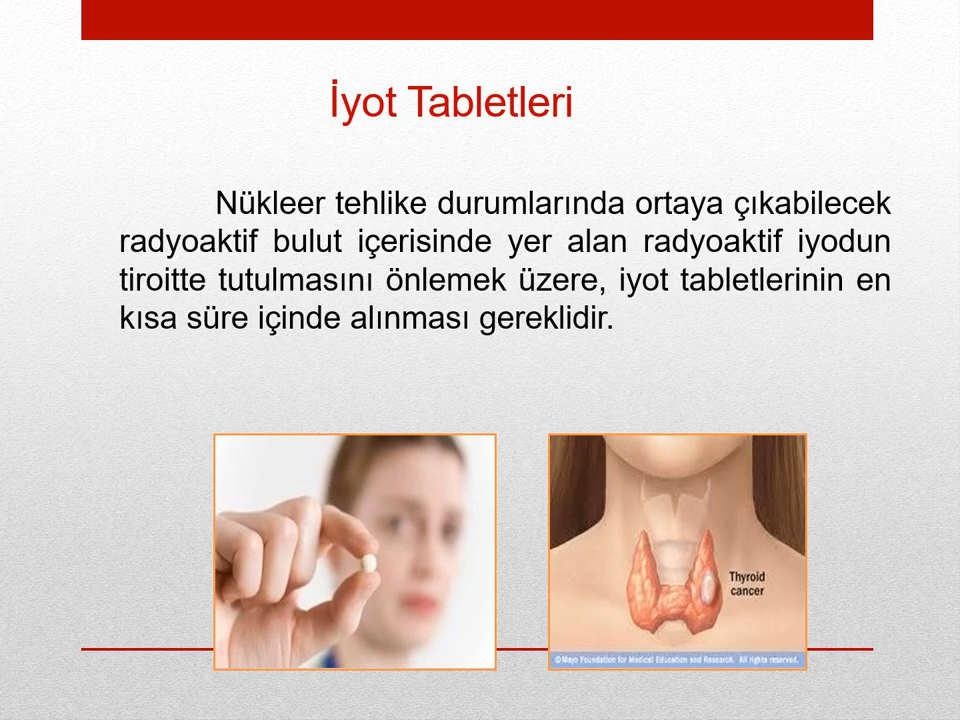 İyot Tabletleri
Nükleer tehlike durumlarında ortaya çıkabilecek
radyoaktif bulut içerisinde yer alan radyoaktif iyodun
tiroitte tutulmasını önlemek üzere, iyot tabletlerinin en
kısa süre içinde alınması gereklidir.
Thyroid
cancer
©Mayo Foundation for Medical Education and Research. All rights reserved.